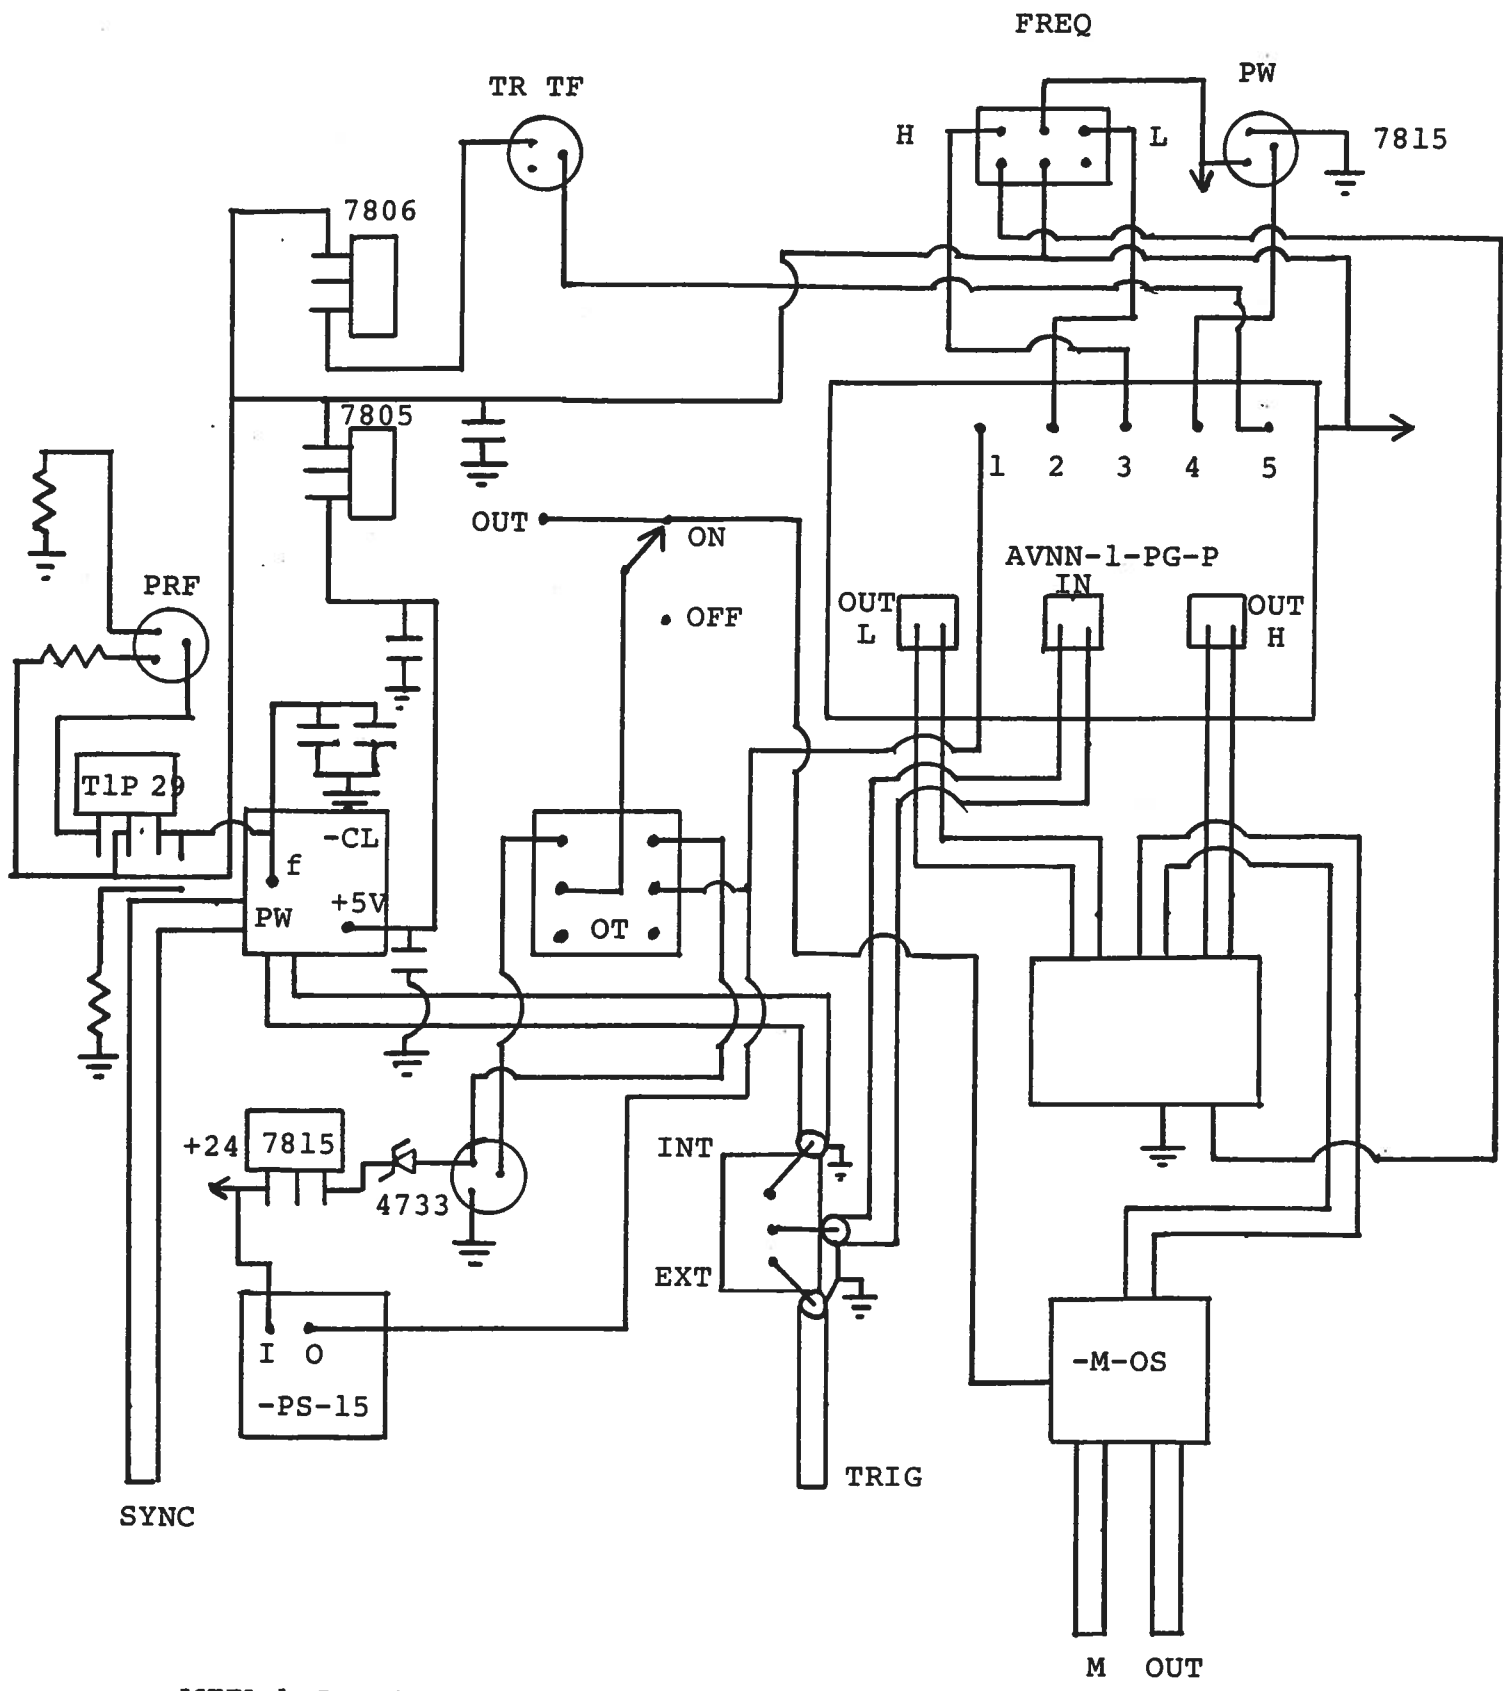 FREQ
TR TF
PW
H
L
7815
7806
7805
1 2 3 4 5
OUT
ON
AVNN-1-PG-P
IN
PRF
OUT
L
OUT
H
OFF
T1P 29
-CL
f
+5V
PW
OT
+24
7815
INT
4733
EXT
I O
-M-OS
-PS-15
TRIG
SYNC
M OUT